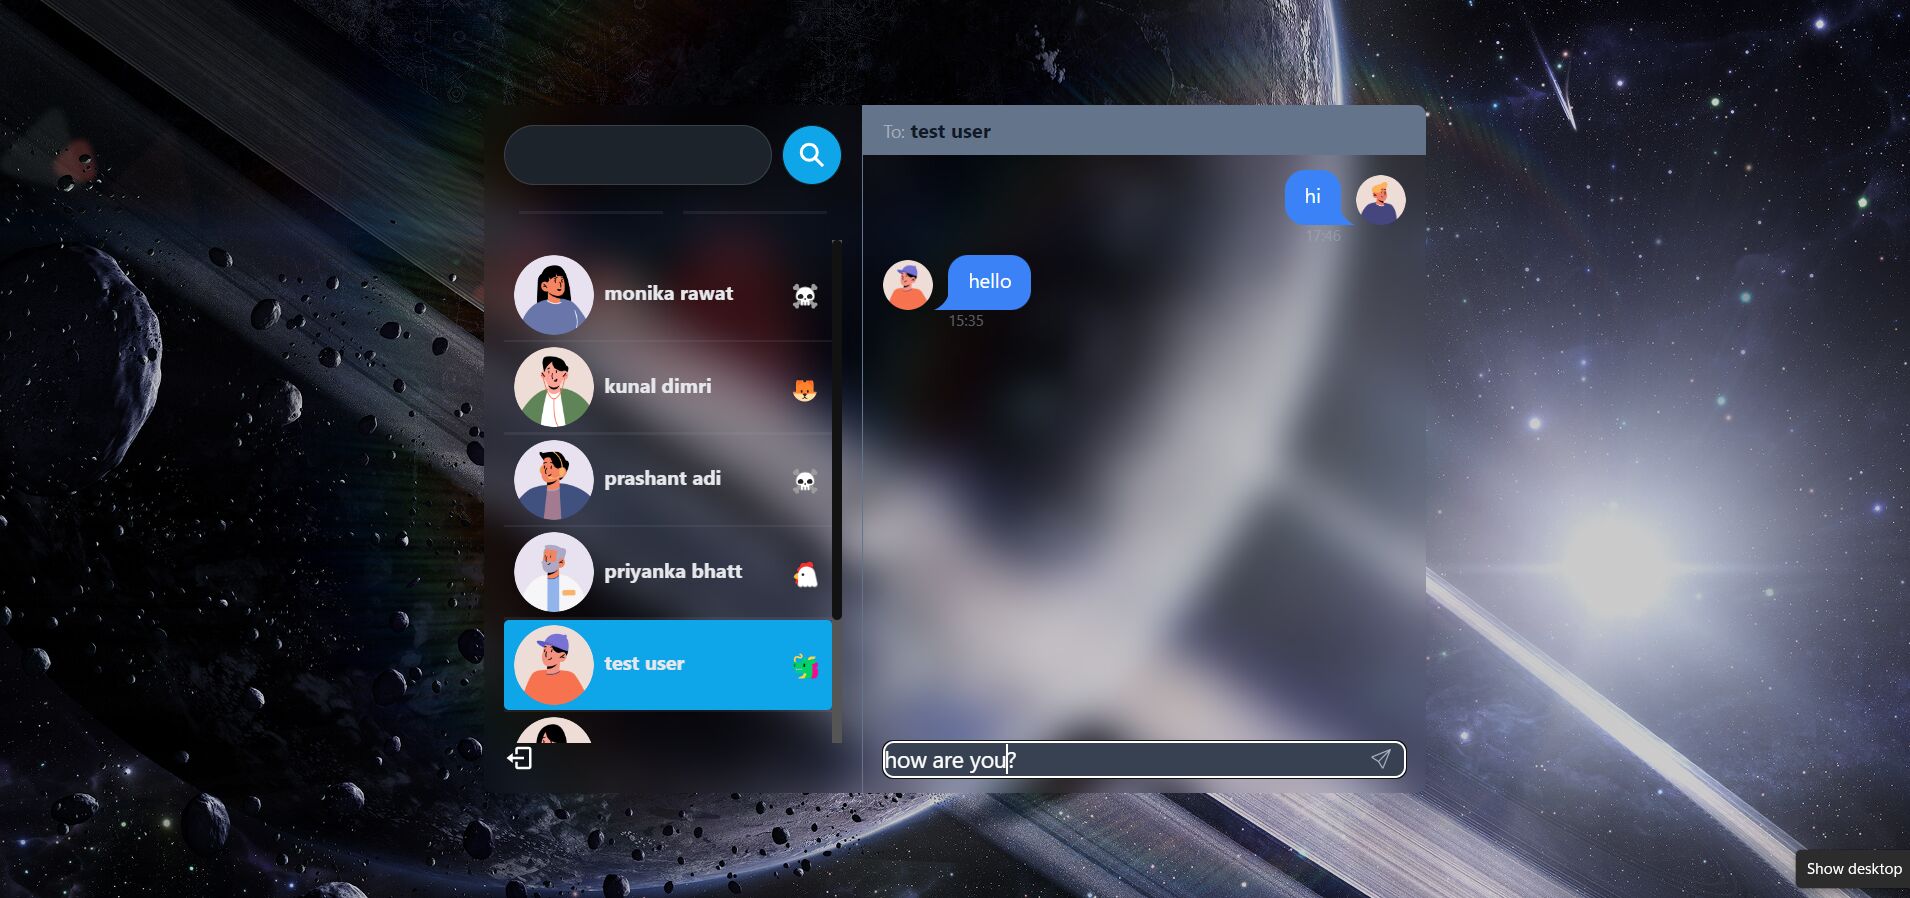 monika rawat
kunal dimri
prashant adi
priyanka bhatt
test user
To: test user
hi
17:46
hello
15:35
how are you?
Show desktop